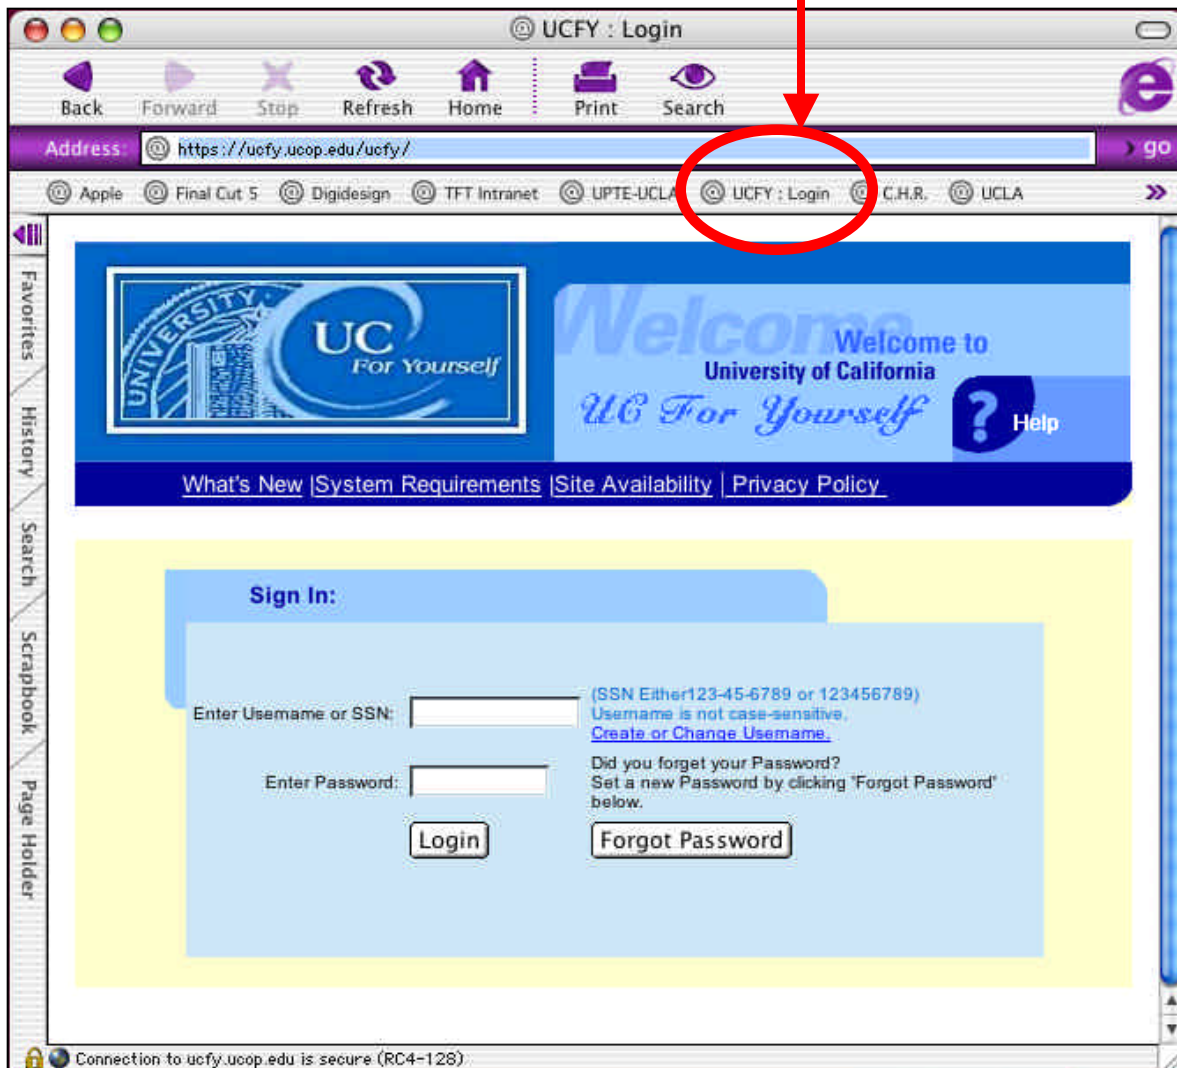 UCFY : Login
Back Forward Stop Refresh Home Print Search
Address: https://ucfy.ucop.edu/ucfy/ go
Apple Final Cut 5 Digidesign TFT Intranet UPTE-UCLA UCFY : Login C.H.R. UCLA
Favorites
History
Search
Scrapbook
Page Holder
UNIVERSITY
UC
For Yourself
Welcome
Welcome to
University of California
UC For Yourself
? Help
What's New |System Requirements |Site Availability | Privacy Policy
Sign In:
Enter Username or SSN:
(SSN Either123-45-6789 or 123456789)
Username is not case-sensitive.
Create or Change Username.
Enter Password:
Did you forget your Password?
Set a new Password by clicking 'Forgot Password'
below.
Login Forgot Password
Connection to ucfy.ucop.edu is secure (RC4-128)